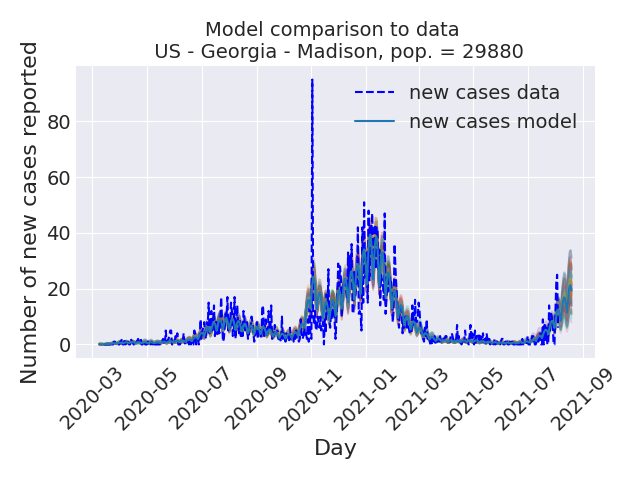 Model comparison to data
US - Georgia - Madison, pop. = 29880
Number of new cases reported
80
60
40
20
0
new cases data
new cases model
2020-03
2020-05
2020-07
2020-09
2020-11
2021-01
2021-03
2021-05
2021-07
2021-09
Day